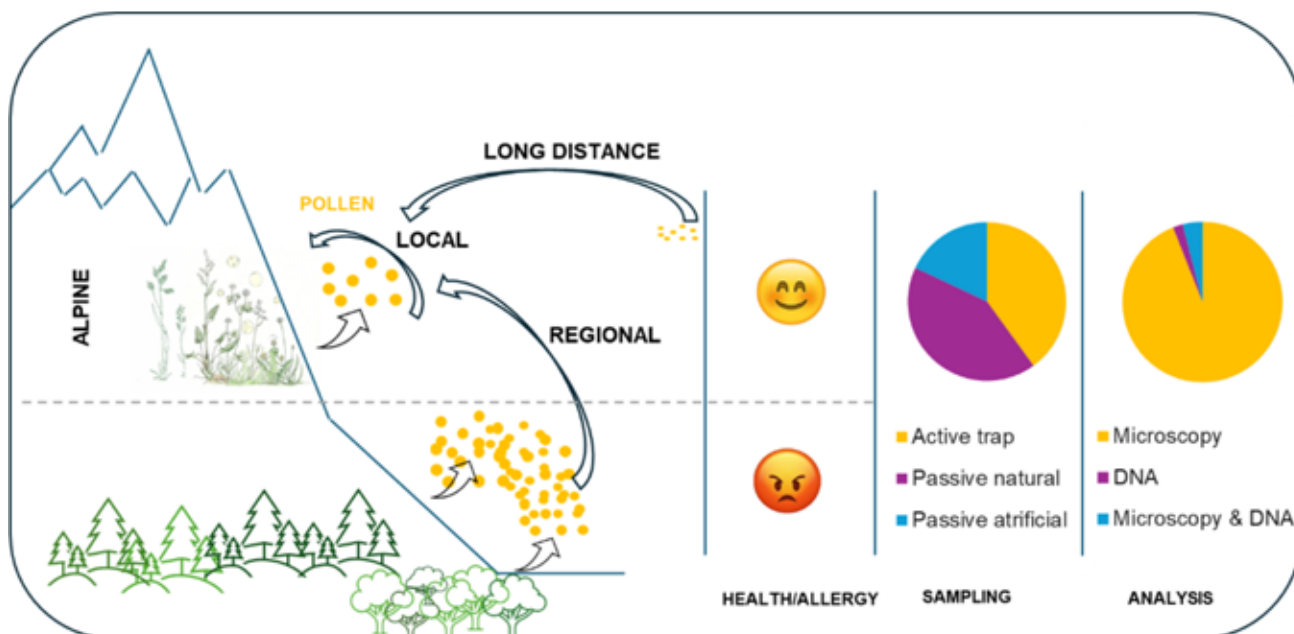 LONG DISTANCE
POLLEN
LOCAL
ALPINE
REGIONAL
Active trap
Passive natural
Passive atrificial
Microscopy
DNA
Microscopy & DNA
HEALTH/ALLERGY
SAMPLING
ANALYSIS